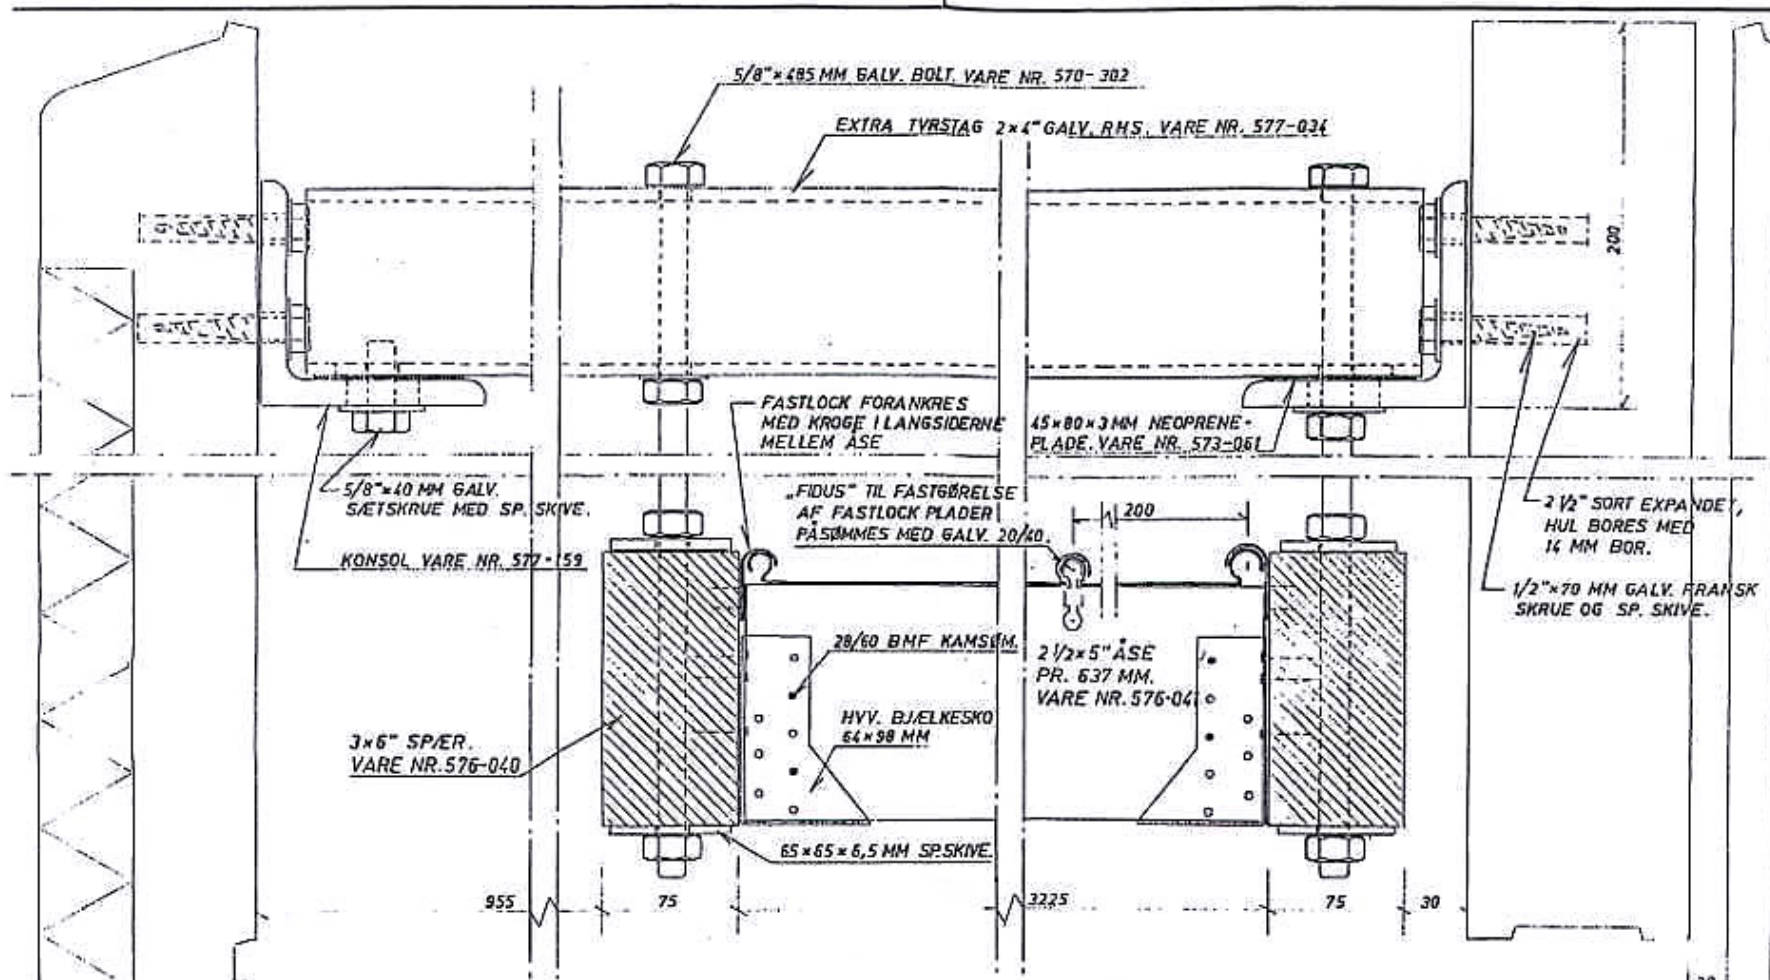 5/8"×485 MM GALV. BOLT. VARE NR. 570-302
EXTRA TVRSTAG 2×4" GALV. RHS. VARE NR. 577-034
200
FASTLOCK FORANKRES
MED KROGE I LANGSIDERNE
MELLEM ÅSE
45×80×3 MM NEOPRENE-
PLADE. VARE NR. 573-061
5/8"×40 MM GALV.
SÆTSKRUE MED SP. SKIVE.
„FIDUS" TIL FASTGØRELSE
AF FASTLOCK PLADER
PÅSØMMES MED GALV. 20/40.
200
2 1/2" SORT EXPANDET,
HUL BORES MED
14 MM BOR.
KONSOL VARE NR. 577-159
1/2"×70 MM GALV. FRANSK
SKRUE OG SP. SKIVE.
28/60 BMF KAMSØM.
2 1/2×5" ÅSE
PR. 637 MM.
VARE NR. 576-041
HVV. BJÆLKESKO
64×98 MM
3×6" SPÆR.
VARE NR. 576-040
65×65×6,5 MM SP.SKIVE.
955
75
3225
75
30